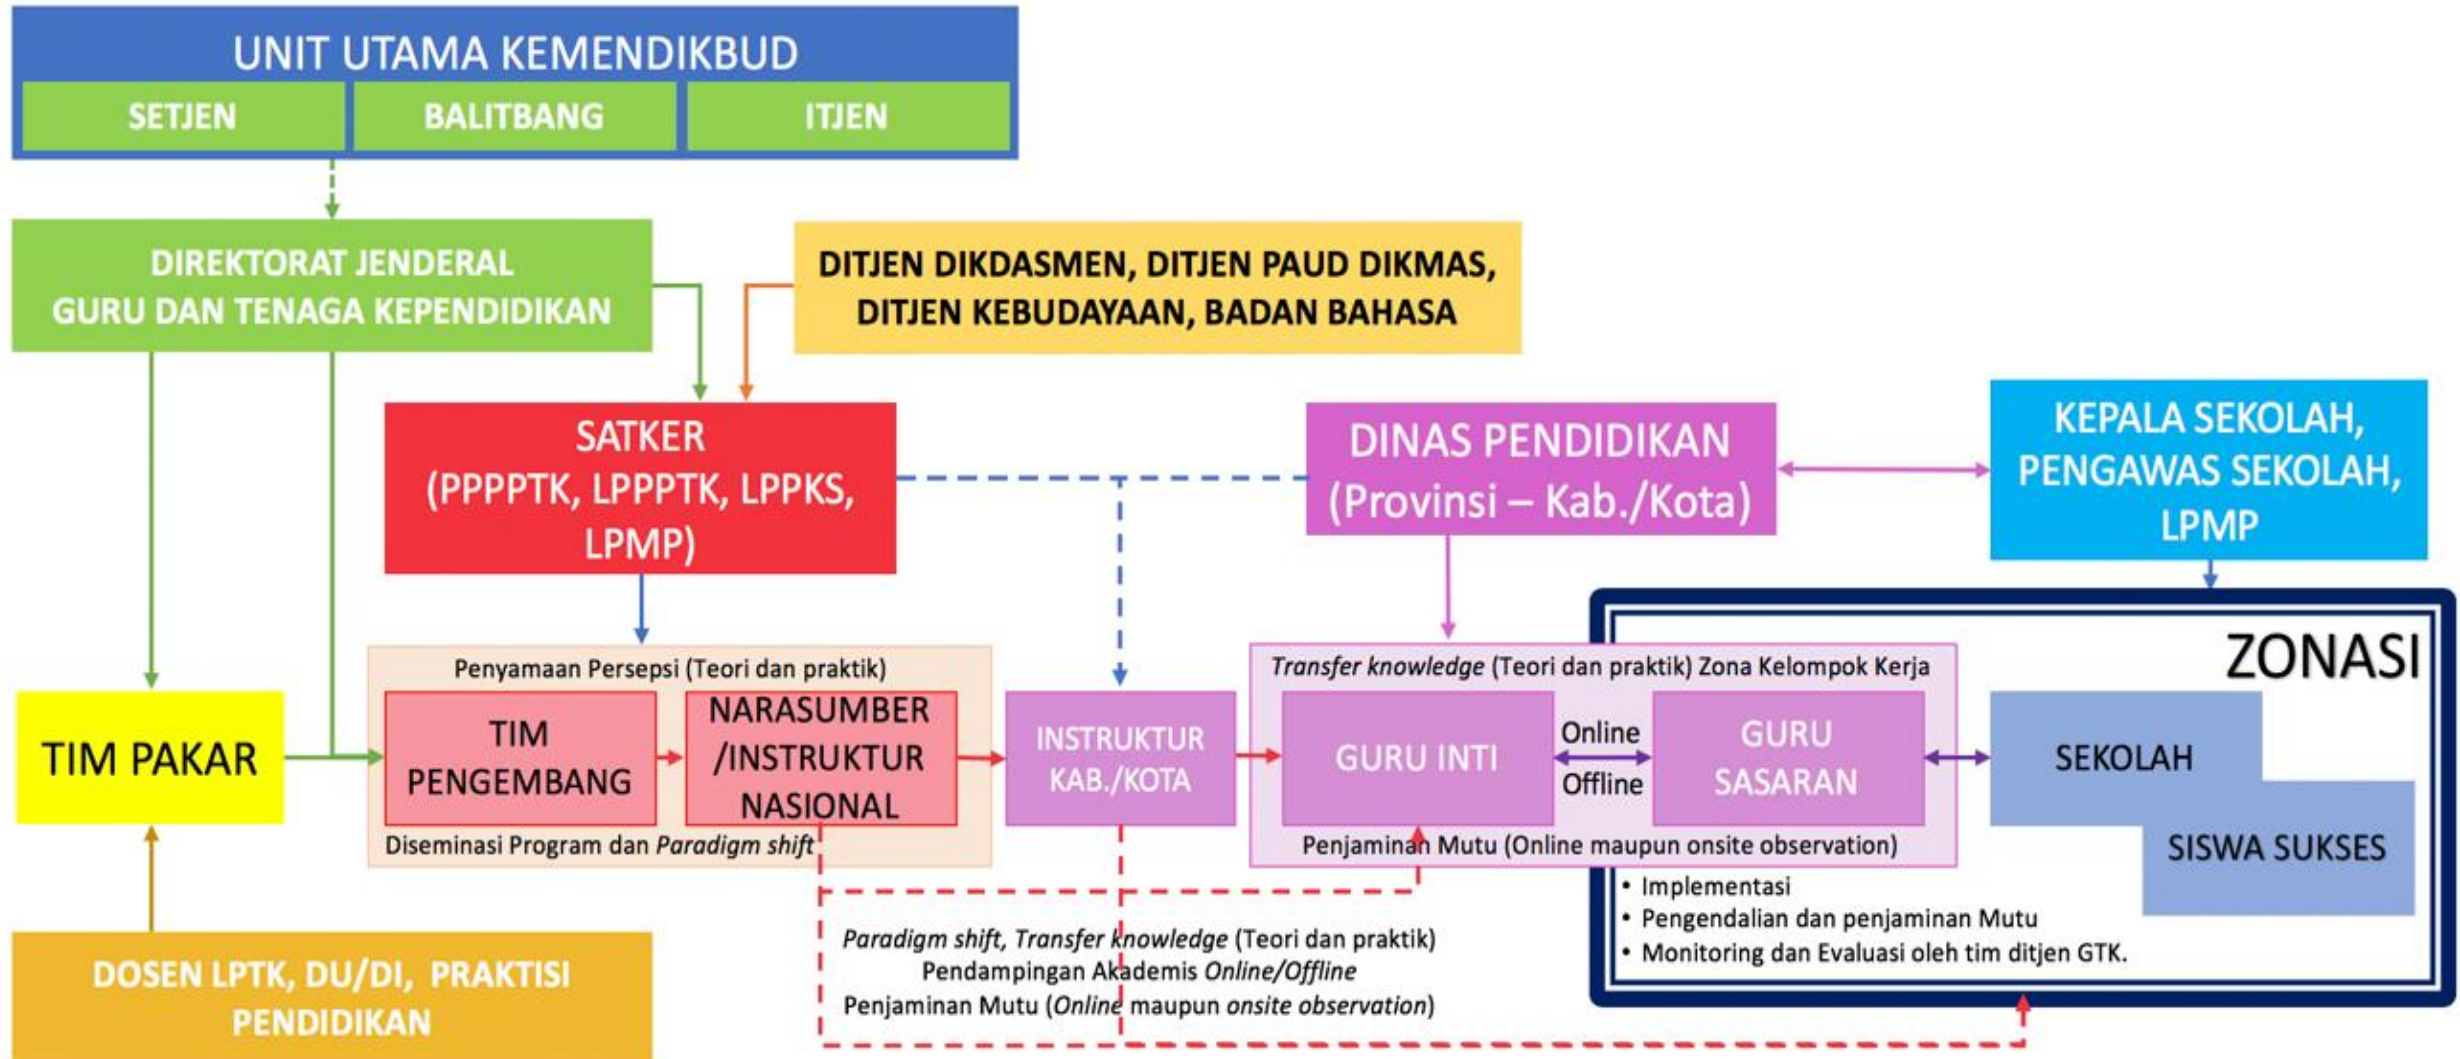 UNIT UTAMA KEMENDIKBUD
SETJEN
BALITBANG
ITJEN
DIREKTORAT JENDERAL
GURU DAN TENAGA KEPENDIDIKAN
DITJEN DIKDASMEN, DITJEN PAUD DIKMAS,
DITJEN KEBUDAYAAN, BADAN BAHASA
SATKER
(PPPPTK, LPPPTK, LPPKS,
LPMP)
DINAS PENDIDIKAN
(Provinsi – Kab./Kota)
KEPALA SEKOLAH,
PENGAWAS SEKOLAH,
LPMP
TIM PAKAR
Penyamaan Persepsi (Teori dan praktik)
TIM
PENGEMBANG
NARASUMBER
/INSTRUKTUR
NASIONAL
Diseminasi Program dan Paradigm shift
INSTRUKTUR
KAB./KOTA
Transfer knowledge (Teori dan praktik) Zona Kelompok Kerja
GURU INTI
Online
Offline
GURU
SASARAN
Penjaminan Mutu (Online maupun onsite observation)
ZONASI
SEKOLAH
SISWA SUKSES
• Implementasi
• Pengendalian dan penjaminan Mutu
• Monitoring dan Evaluasi oleh tim ditjen GTK.
Paradigm shift, Transfer knowledge (Teori dan praktik)
Pendampingan Akademis Online/Offline
Penjaminan Mutu (Online maupun onsite observation)
DOSEN LPTK, DU/DI, PRAKTISI
PENDIDIKAN